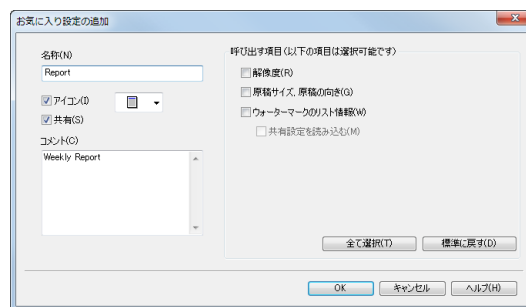 お気に入り設定の追加
名称(N)
Report
アイコン(I)
共有(S)
コメント(C)
Weekly Report
呼び出す項目(以下の項目は選択可能です)
解像度(R)
原稿サイズ, 原稿の向き(G)
ウォーターマークのリスト情報(W)
共有設定を読み込む(M)
全て選択(T)
標準に戻す(D)
OK
キャンセル
ヘルプ(H)